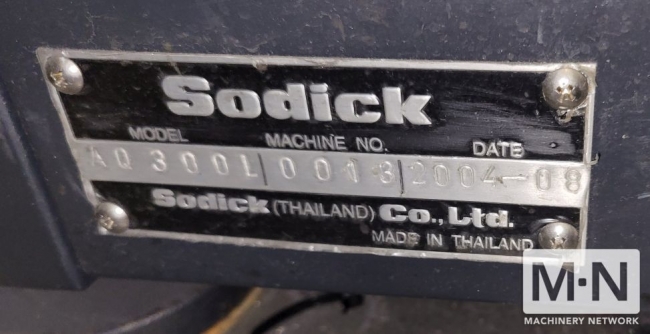 Sodick
MODEL MACHINE NO. DATE
AQ300L 0013 2004-08
Sodick (THAILAND) Co., Ltd.
MADE IN THAILAND
M·N
MACHINERY NETWORK